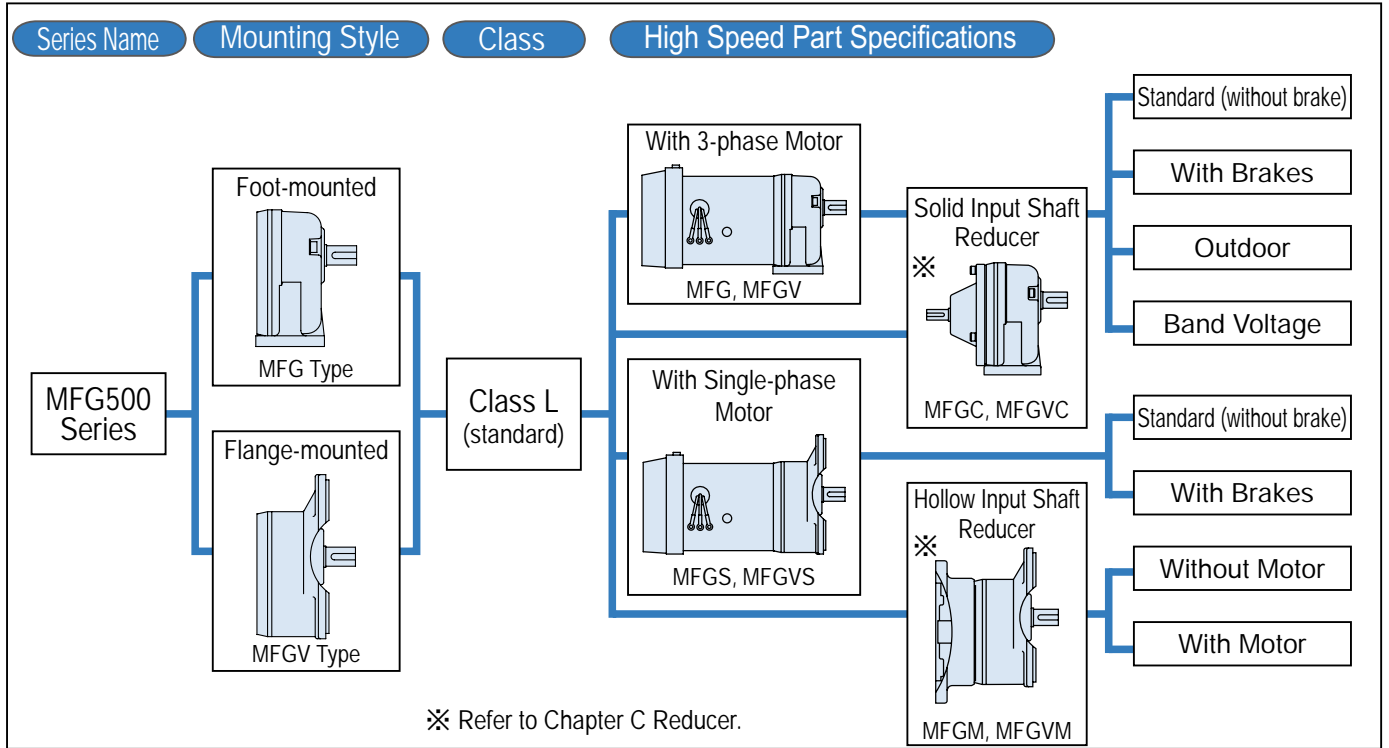 Series Name
Mounting Style
Class
High Speed Part Specifications
MFG500
Series
Foot-mounted
MFG Type
Flange-mounted
MFGV Type
Class L
(standard)
With 3-phase Motor
MFG, MFGV
Solid Input Shaft
Reducer
※
MFGC, MFGVC
With Single-phase
Motor
MFGS, MFGVS
Hollow Input Shaft
Reducer
※
MFGM, MFGVM
Standard (without brake)
With Brakes
Outdoor
Band Voltage
Standard (without brake)
With Brakes
Without Motor
With Motor
※ Refer to Chapter C Reducer.